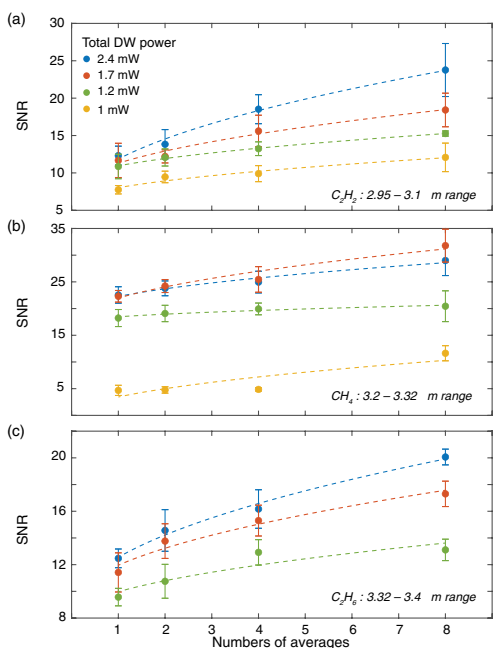 (a)
30
Total DW power
2.4 mW
1.7 mW
1.2 mW
1 mW
25
20
15
10
5
SNR
C₂H₂ : 2.95 – 3.1 m range
(b)
35
25
15
5
SNR
CH₄ : 3.2 – 3.32 m range
(c)
20
16
12
8
SNR
C₂H₆ : 3.32 – 3.4 m range
1 2 3 4 5 6 7 8
Numbers of averages